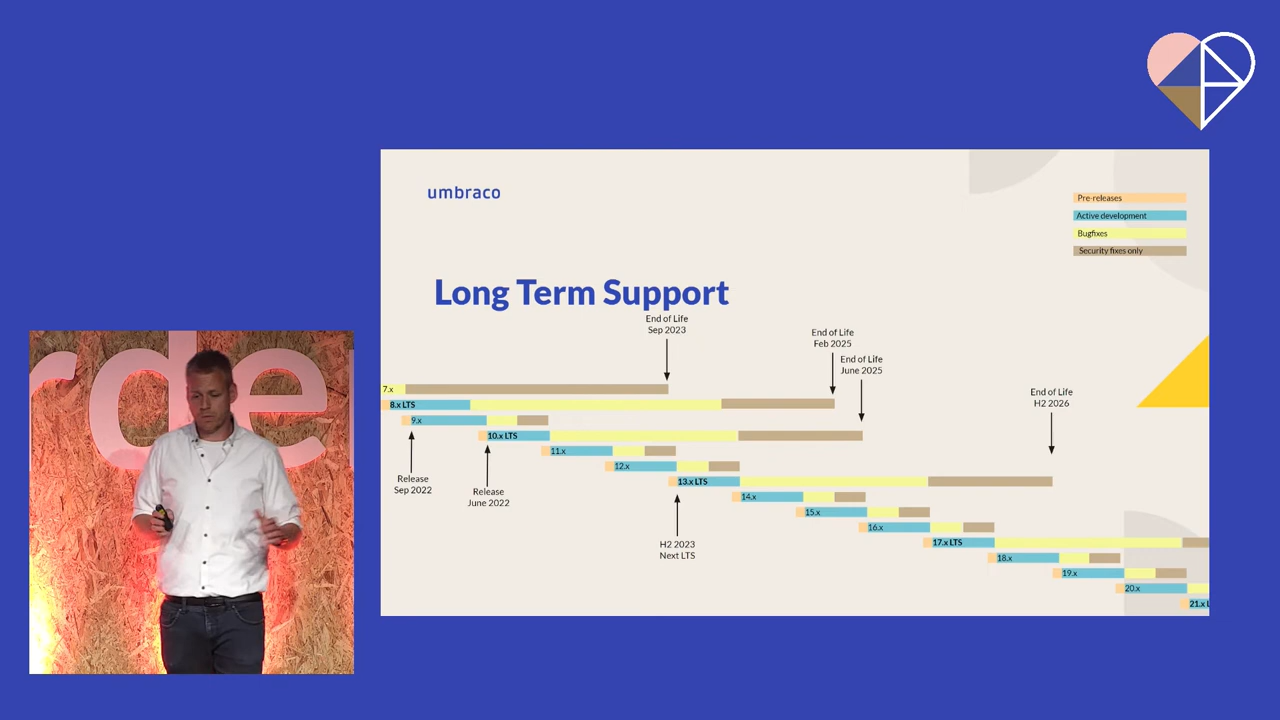 umbraco
Pre-releases
Active development
Bugfixes
Security fixes only
Long Term Support
End of Life
Sep 2023
End of Life
Feb 2025
End of Life
June 2025
End of Life
H2 2026
7.x
8.x LTS
9.x
10.x LTS
11.x
12.x
13.x LTS
14.x
15.x
16.x
17.x LTS
18.x
19.x
20.x
21.x L
Release
Sep 2022
Release
June 2022
H2 2023
Next LTS
rde